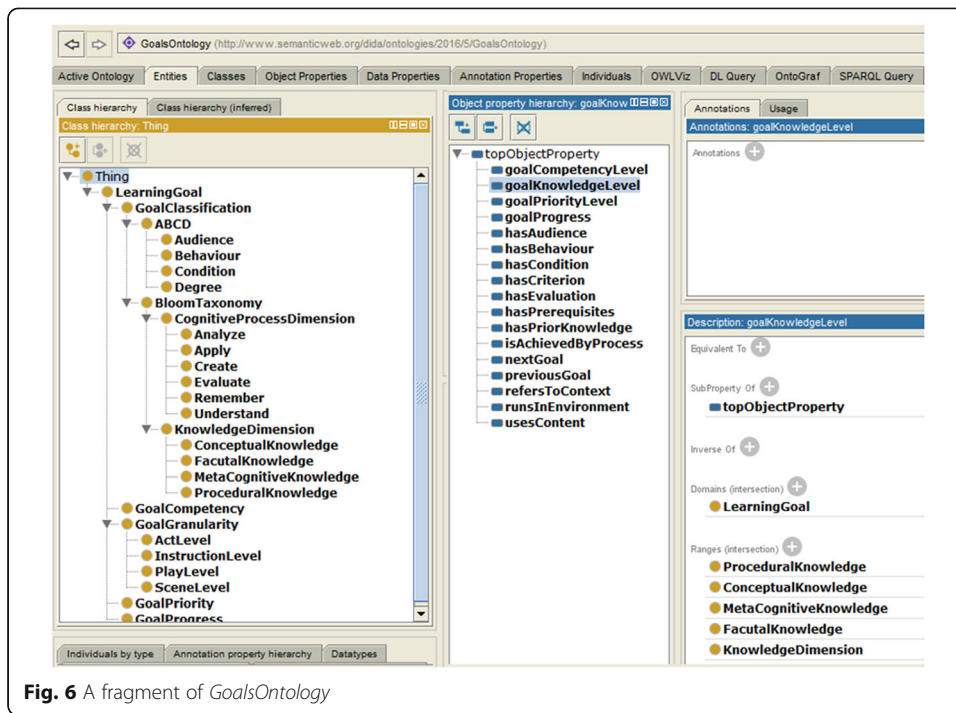 GoalsOntology (http://www.semanticweb.org/dida/ontologies/2016/5/GoalsOntology)
Active Ontology Entities Classes Object Properties Data Properties Annotation Properties Individuals OWLViz DL Query OntoGraf SPARQL Query
Class hierarchy Class hierarchy (inferred)
Class hierarchy: Thing
Thing
LearningGoal
GoalClassification
ABCD
Audience
Behaviour
Condition
Degree
BloomTaxonomy
CognitiveProcessDimension
Analyze
Apply
Create
Evaluate
Remember
Understand
KnowledgeDimension
ConceptualKnowledge
FacutalKnowledge
MetaCognitiveKnowledge
ProceduralKnowledge
GoalCompetency
GoalGranularity
ActLevel
InstructionLevel
PlayLevel
SceneLevel
GoalPriority
GoalProgress
Individuals by type Annotation property hierarchy Datatypes
Object property hierarchy: goalKnow
topObjectProperty
goalCompetencyLevel
goalKnowledgeLevel
goalPriorityLevel
goalProgress
hasAudience
hasBehaviour
hasCondition
hasCriterion
hasEvaluation
hasPrerequisites
hasPriorKnowledge
isAchievedByProcess
nextGoal
previousGoal
refersToContext
runsInEnvironment
usesContent
Annotations Usage
Annotations: goalKnowledgeLevel
Annotations
Description: goalKnowledgeLevel
Equivalent To
SubProperty Of
topObjectProperty
Inverse Of
Domains (intersection)
LearningGoal
Ranges (intersection)
ProceduralKnowledge
ConceptualKnowledge
MetaCognitiveKnowledge
FacutalKnowledge
KnowledgeDimension
Fig. 6 A fragment of GoalsOntology